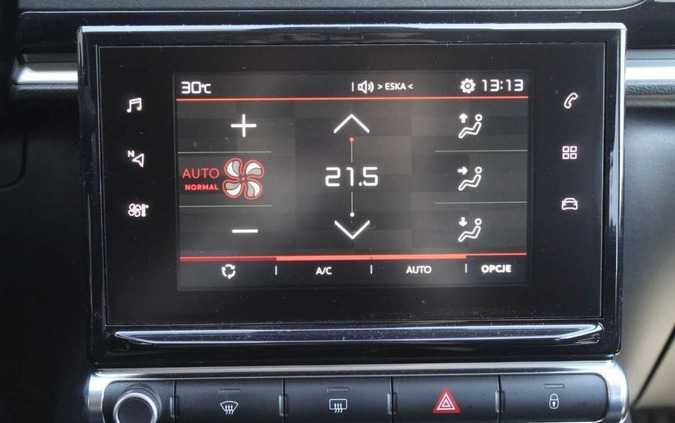 30°C > ESKA < 13:13
N
AUTO
NORMAL
21.5
A/C AUTO OPCJE